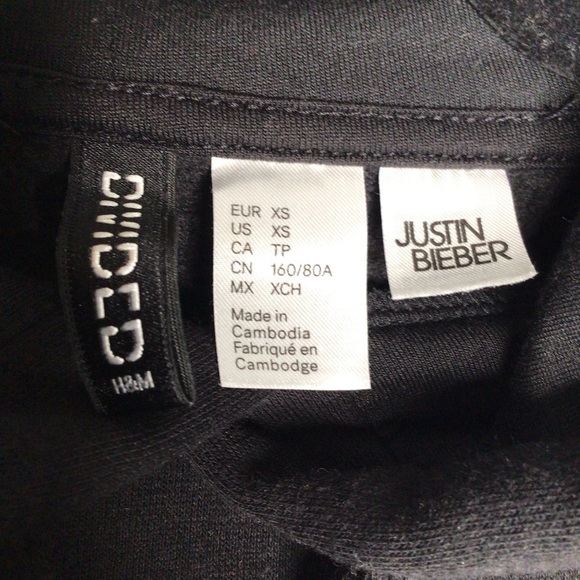 DIVIDED
H&M
EUR XS
US XS
CA TP
CN 160/80A
MX XCH
Made in
Cambodia
Fabriqué en
Cambodge
JUSTIN
BIEBER